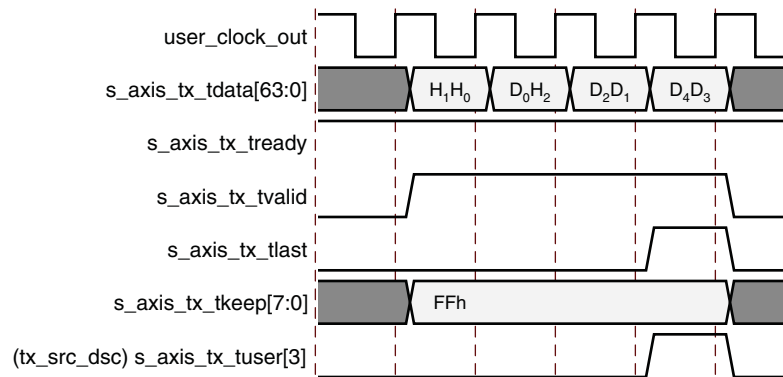 user_clock_out
s_axis_tx_tdata[63:0] H₁H₀ D₀H₂ D₂D₁ D₄D₃
s_axis_tx_tready
s_axis_tx_tvalid
s_axis_tx_tlast
s_axis_tx_tkeep[7:0] FFh
(tx_src_dsc) s_axis_tx_tuser[3]